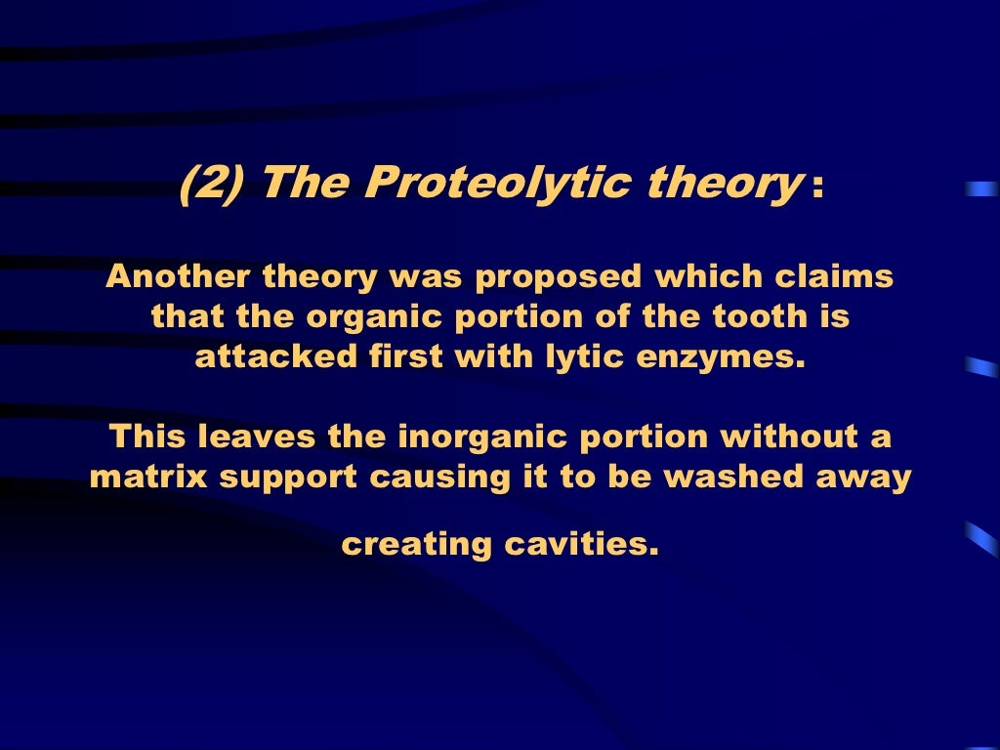 (2) The Proteolytic theory :
Another theory was proposed which claims
that the organic portion of the tooth is
attacked first with lytic enzymes.
This leaves the inorganic portion without a
matrix support causing it to be washed away
creating cavities.